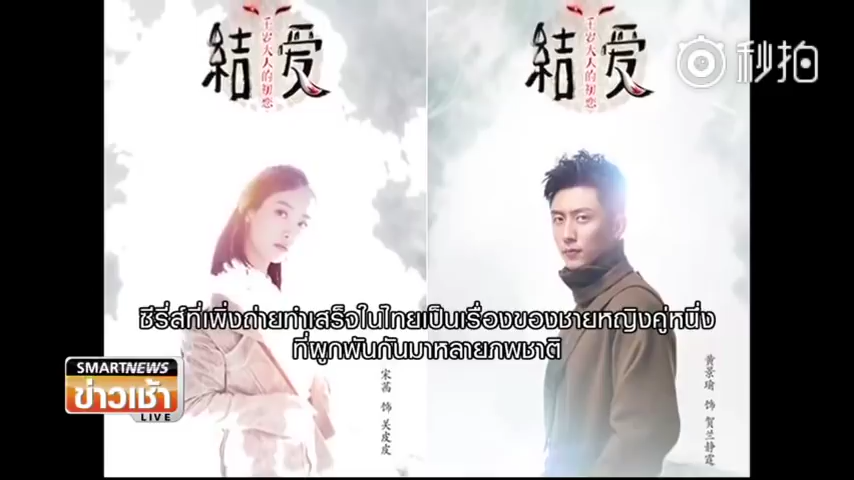 結爱
千岁大人的初恋
結爱
千岁大人的初恋
秒拍
ซีรี่ส์ที่เพิ่งถ่ายทำเสร็จในไทยเป็นเรื่องของชายหญิงคู่หนึ่ง
ที่ผูกพันกันมาหลายภพชาติ
SMARTNEWS
ข่าวเช้า
LIVE
宋茜 饰 关皮皮
黄景瑜 饰 贺兰静霆